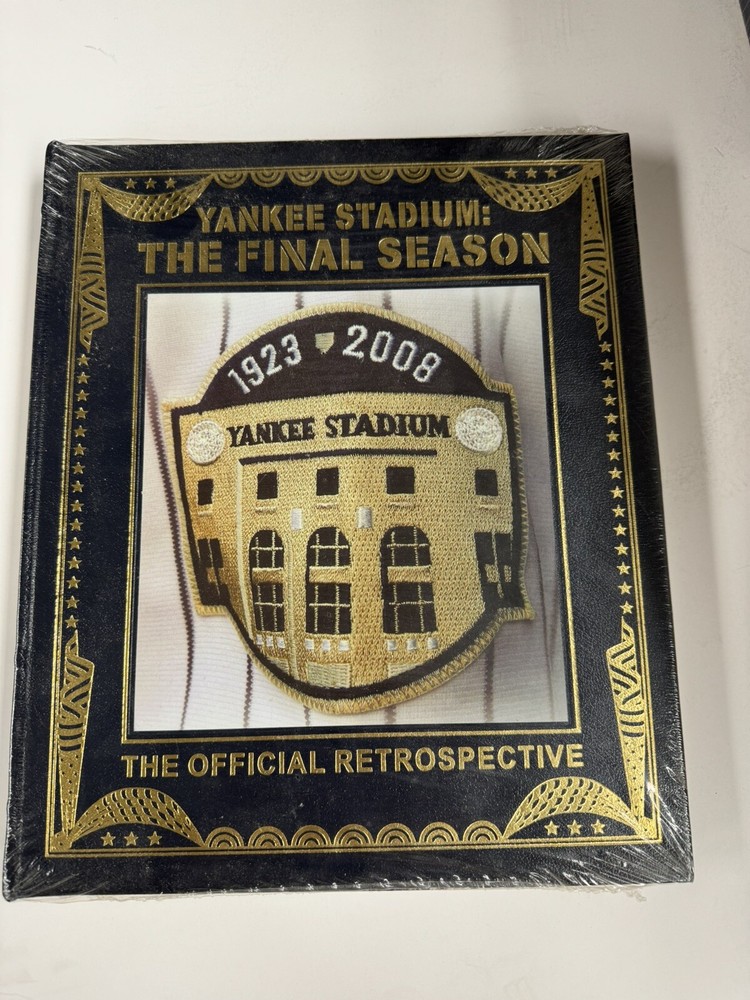 YANKEE STADIUM:
THE FINAL SEASON
1923 2008
YANKEE STADIUM
THE OFFICIAL RETROSPECTIVE